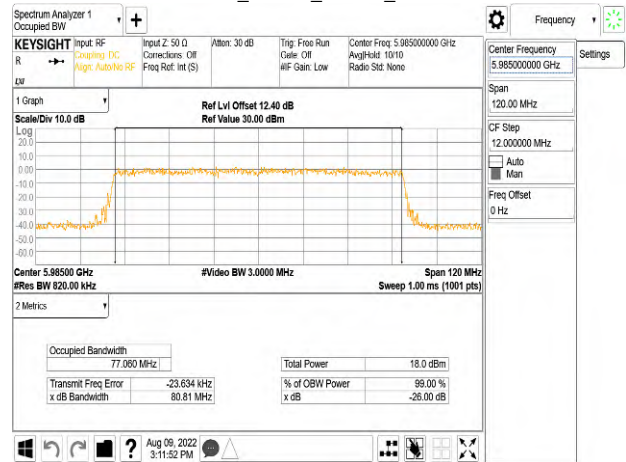 Spectrum Analyzer 1
Occupied BW
Frequency
KEYSIGHT
R
Input: RF
Coupling: DC
Align: Auto/No RF
Input Z: 50 Ω
Corrections: Off
Freq Ref: Int (S)
Atten: 30 dB
Trig: Free Run
Gate: Off
#IF Gain: Low
Center Freq: 5.985000000 GHz
Avg|Hold: 10/10
Radio Std: None
Center Frequency
5.985000000 GHz
Settings
Span
120.00 MHz
CF Step
12.000000 MHz
Auto
Man
Freq Offset
0 Hz
1 Graph
Scale/Div 10.0 dB
Ref Lvl Offset 12.40 dB
Ref Value 30.00 dBm
Log
20.0
10.0
0.00
-10.0
-20.0
-30.0
-40.0
-50.0
-60.0
Center 5.98500 GHz
#Video BW 3.0000 MHz
Span 120 MHz
#Res BW 820.00 kHz
Sweep 1.00 ms (1001 pts)
2 Metrics
Occupied Bandwidth
77.060 MHz
Total Power
18.0 dBm
Transmit Freq Error
-23.634 kHz
% of OBW Power
99.00 %
x dB Bandwidth
80.81 MHz
x dB
-26.00 dB
?
Aug 09, 2022
3:11:52 PM